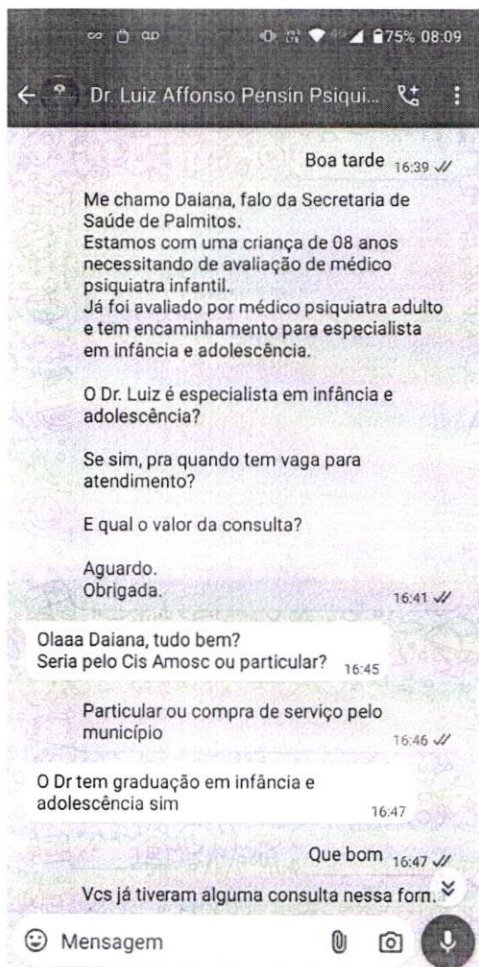 75% 08:09
Dr. Luiz Affonso Pensin Psiqui...
Boa tarde 16:39
Me chamo Daiana, falo da Secretaria de
Saúde de Palmitos.
Estamos com uma criança de 08 anos
necessitando de avaliação de médico
psiquiatra infantil.
Já foi avaliado por médico psiquiatra adulto
e tem encaminhamento para especialista
em infância e adolescência.
O Dr. Luiz é especialista em infância e
adolescência?
Se sim, pra quando tem vaga para
atendimento?
E qual o valor da consulta?
Aguardo.
Obrigada. 16:41
Olaaa Daiana, tudo bem?
Seria pelo Cis Amosc ou particular? 16:45
Particular ou compra de serviço pelo
município 16:46
O Dr tem graduação em infância e
adolescência sim 16:47
Que bom 16:47
Vcs já tiveram alguma consulta nessa
Mensagem